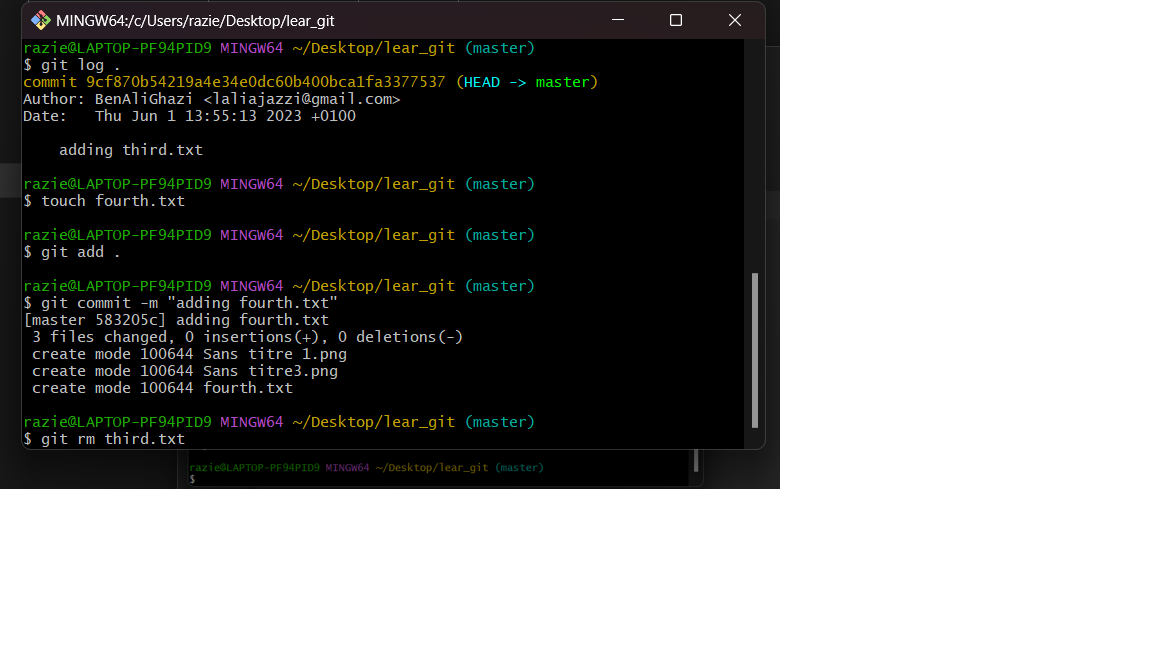 MINGW64:/c/Users/razie/Desktop/lear_git
razie@LAPTOP-PF94PID9 MINGW64 ~/Desktop/lear_git (master)
$ git log .
commit 9cf870b54219a4e34e0dc60b400bca1fa3377537 (HEAD -> master)
Author: BenAliGhazi <laliajazzi@gmail.com>
Date:   Thu Jun 1 13:55:13 2023 +0100
    adding third.txt
razie@LAPTOP-PF94PID9 MINGW64 ~/Desktop/lear_git (master)
$ touch fourth.txt
razie@LAPTOP-PF94PID9 MINGW64 ~/Desktop/lear_git (master)
$ git add .
razie@LAPTOP-PF94PID9 MINGW64 ~/Desktop/lear_git (master)
$ git commit -m "adding fourth.txt"
[master 583205c] adding fourth.txt
 3 files changed, 0 insertions(+), 0 deletions(-)
 create mode 100644 Sans titre 1.png
 create mode 100644 Sans titre3.png
 create mode 100644 fourth.txt
razie@LAPTOP-PF94PID9 MINGW64 ~/Desktop/lear_git (master)
$ git rm third.txt
razie@LAPTOP-PF94PID9 MINGW64 ~/Desktop/lear_git (master)
$